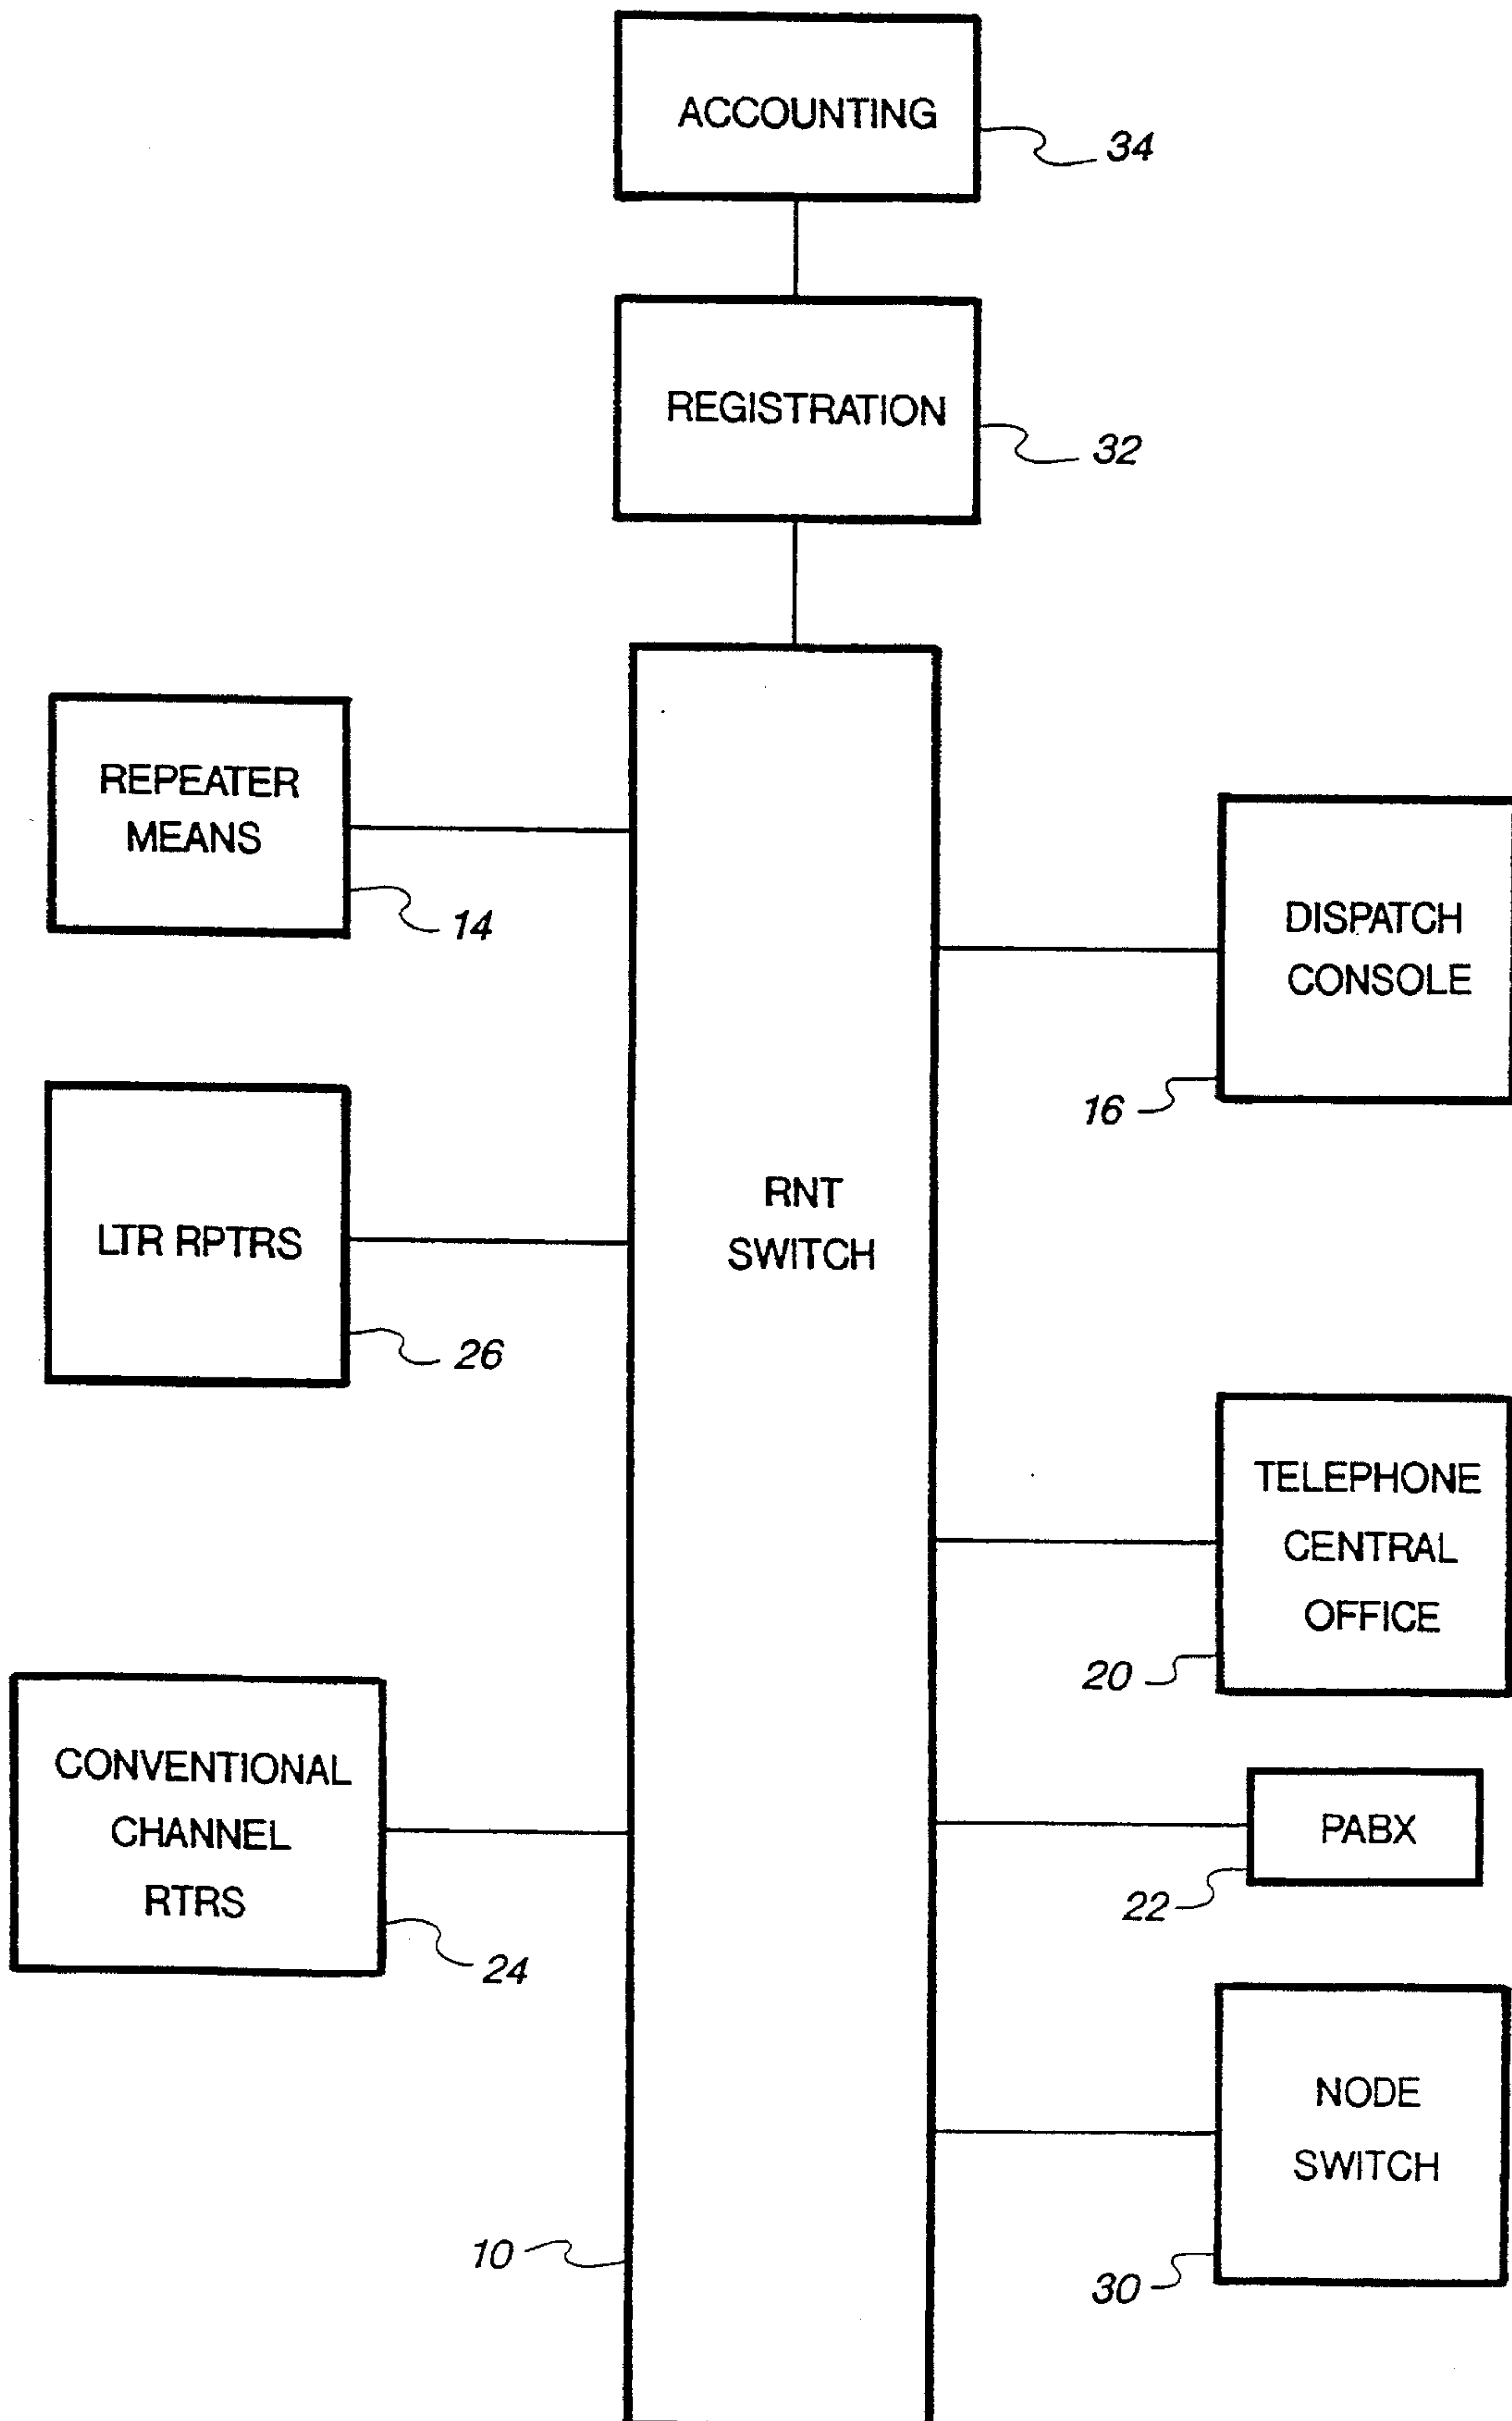 ACCOUNTING
34
REGISTRATION
32
REPEATER
MEANS
14
DISPATCH
CONSOLE
16
LTR RPTRS
26
RNT
SWITCH
TELEPHONE
CENTRAL
OFFICE
20
CONVENTIONAL
CHANNEL
RTRS
24
PABX
22
NODE
SWITCH
30
10